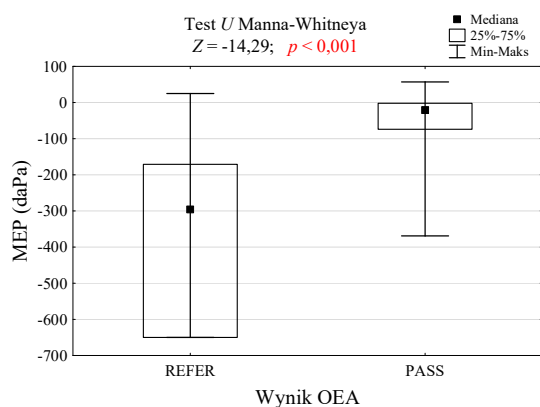 Test U Manna-Whitneya
Z = -14,29; p < 0,001
Mediana
25%-75%
Min-Maks
MEP (daPa)
100
0
-100
-200
-300
-400
-500
-600
-700
REFER
PASS
Wynik OEA